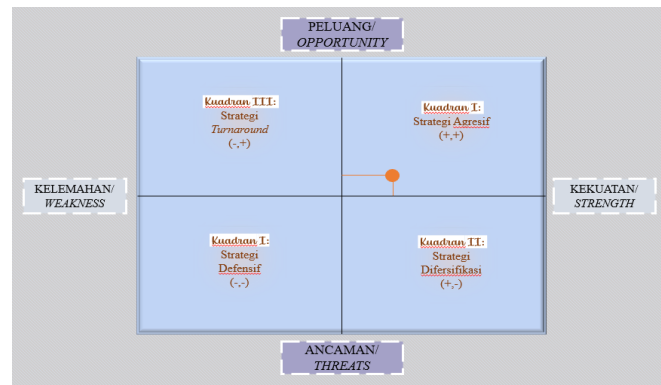 PELUANG/
OPPORTUNITY
Kuadran III:
Strategi
Turnaround
(-,+)
Kuadran I:
Strategi Agresif
(+,+)
KELEMAHAN/
WEAKNESS
KEKUATAN/
STRENGTH
Kuadran I:
Strategi
Defensif
(-,-)
Kuadran II:
Strategi
Difersifikasi
(+,-)
ANCAMAN/
THREATS